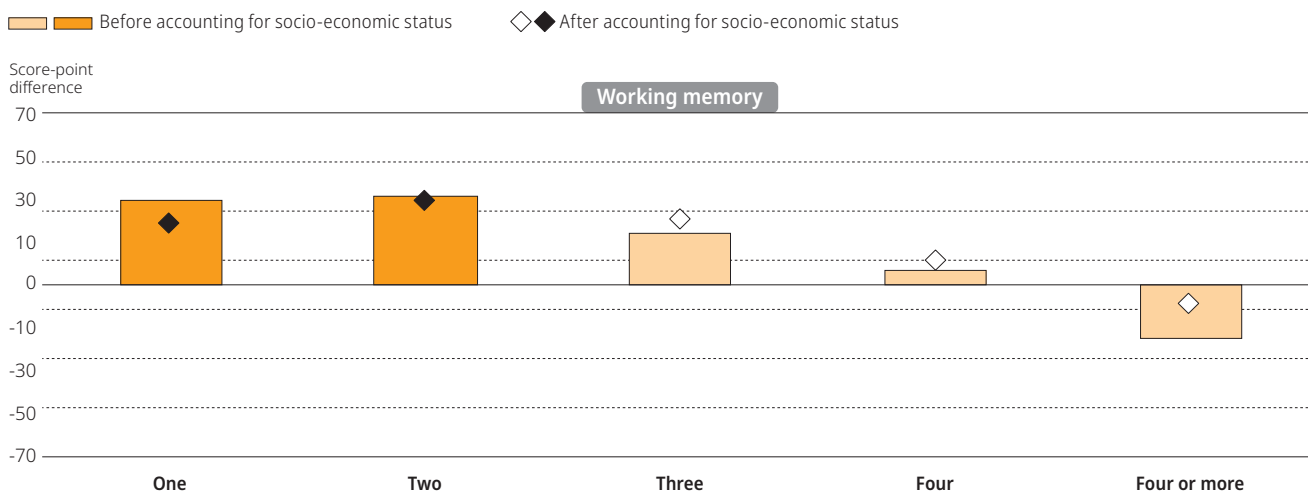 Before accounting for socio-economic status
After accounting for socio-economic status
Score-point
difference
Working memory
70
50
30
10
0
-10
-30
-50
-70
One
Two
Three
Four
Four or more